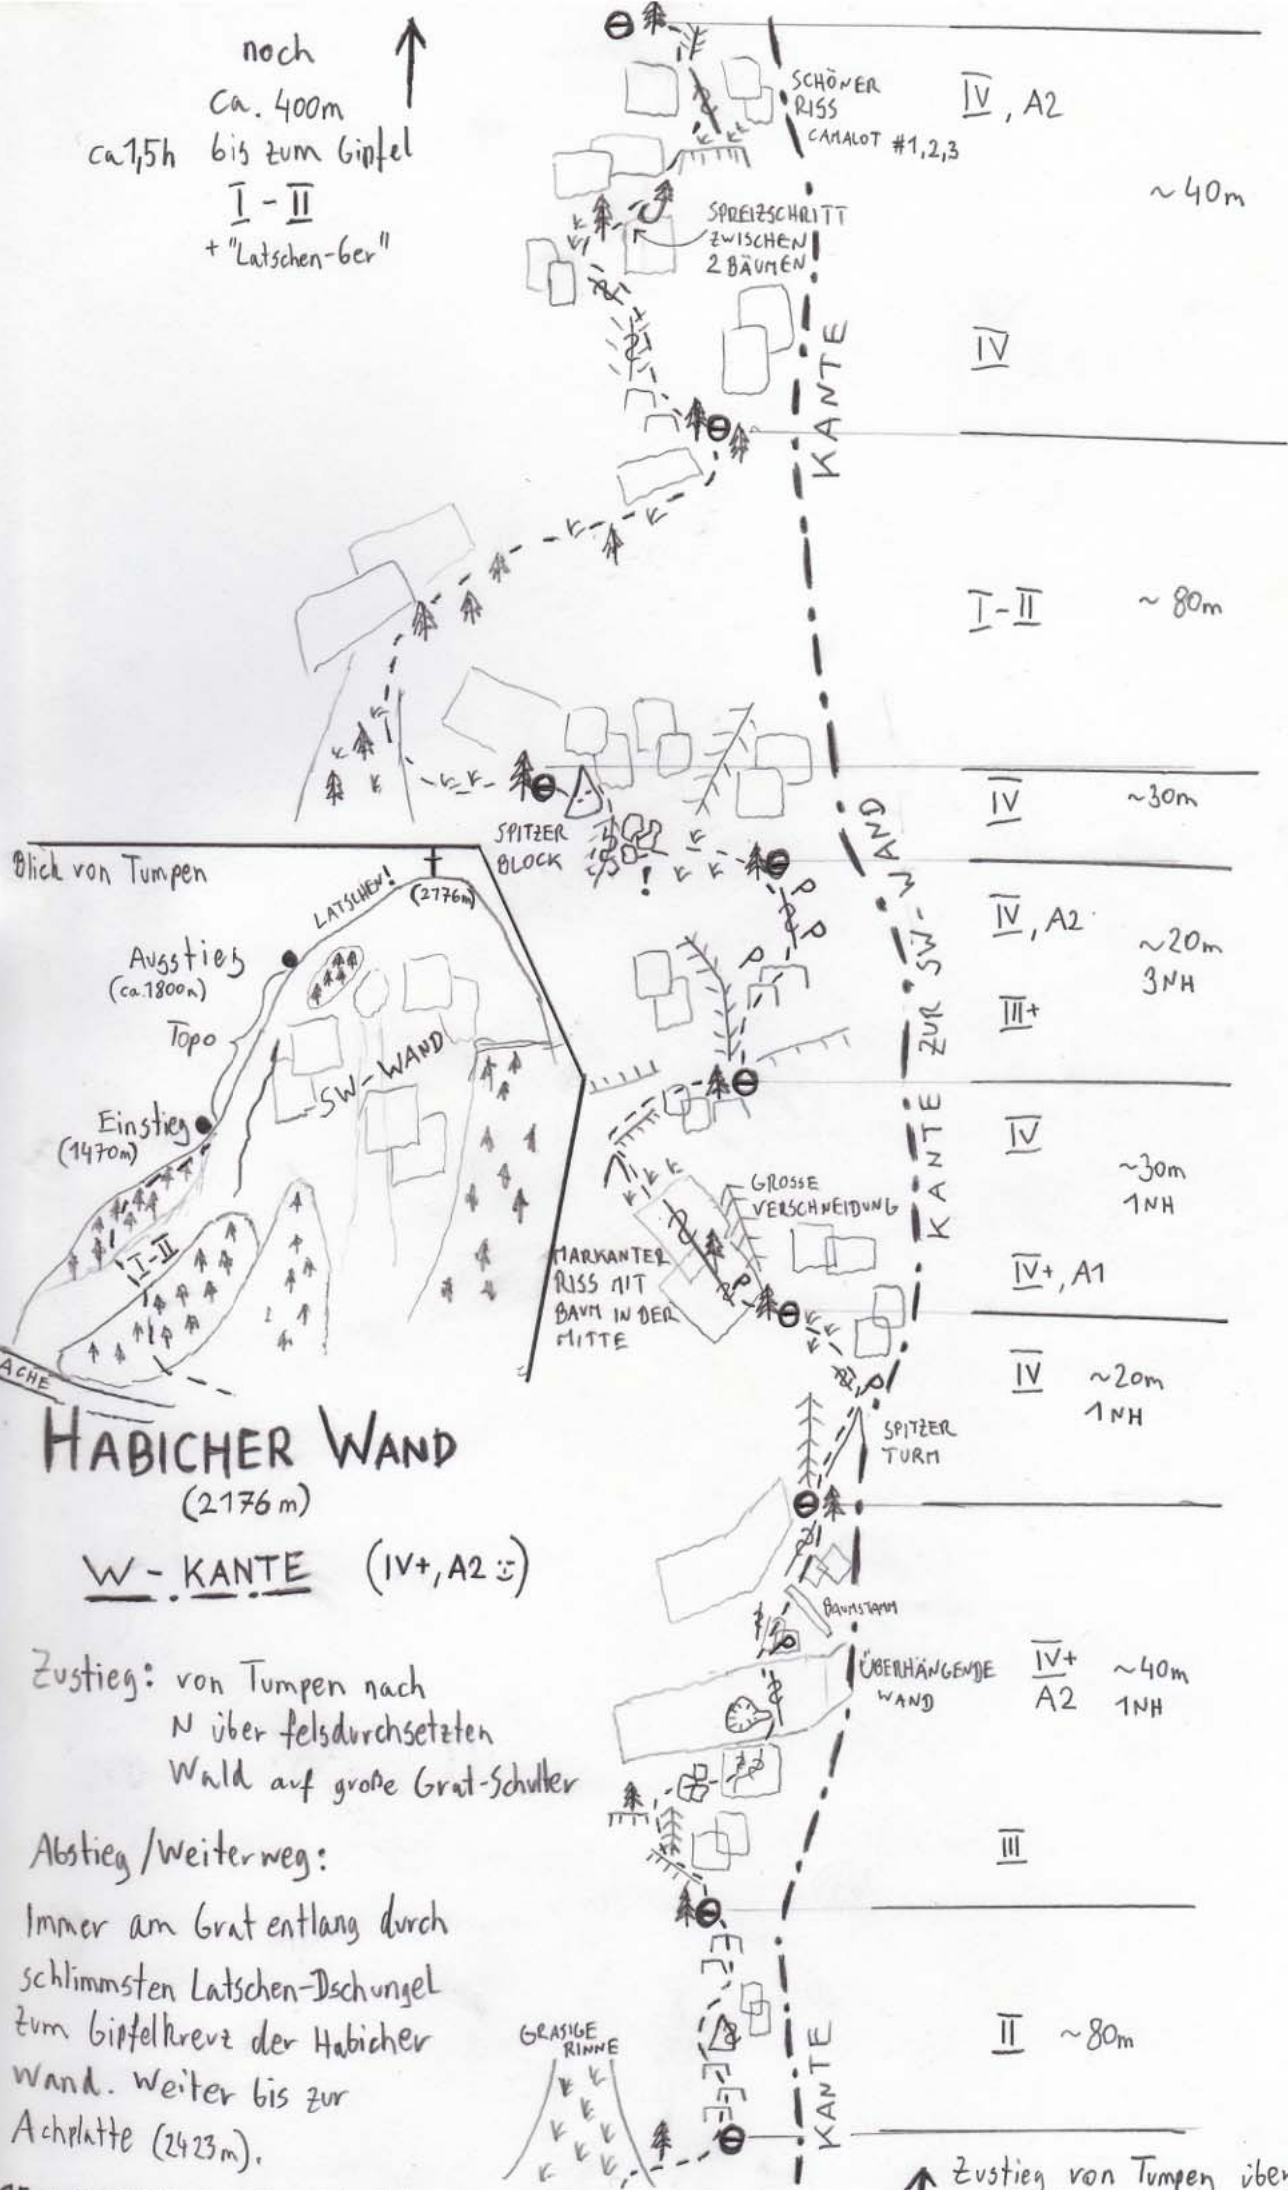 noch
ca. 400m
ca 1,5h bis zum Gipfel
I - II
+ "Latschen-6er"
SCHÖNER
RISS
CAMALOT #1,2,3
IV, A2
~ 40m
SPREIZSCHRITT
ZWISCHEN
2 BÄUMEN
IV
KANTE
I-II ~ 80m
IV ~30m
SPITZER
BLOCK
!
P
P
P
IV, A2
~20m
3NH
III+
KANTE ZUR SW-WAND
Blick von Tumpen
LATSCHEN!
(2176m)
Ausstieg
(ca. 1800m)
Topo
SW-WAND
Einstieg
(1470m)
I-II
ACHE
IV
~30m
1NH
GROSSE
VERSCHNEIDUNG
IV+, A1
MARKANTER
RISS MIT
BAUM IN DER
MITTE
P
IV ~20m
1NH
P
SPITZER
TURM
HABICHER WAND
(2176m)
W - KANTE (IV+, A2 :)
BAUMSTAMM
P
ÜBERHÄNGENDE
WAND
IV+
A2
~40m
1NH
Zustieg: von Tumpen nach
N über felsdurchsetzten
Wald auf große Grat-Schulter
III
Abstieg/Weiterweg:
Immer am Grat entlang durch
schlimmsten Latschen-Dschungel
zum Gipfelkreuz der Habicher
Wand. Weiter bis zur
Achplatte (2423m).
GRASIGE
RINNE
II ~80m
KANTE
Zustieg von Tumpen über